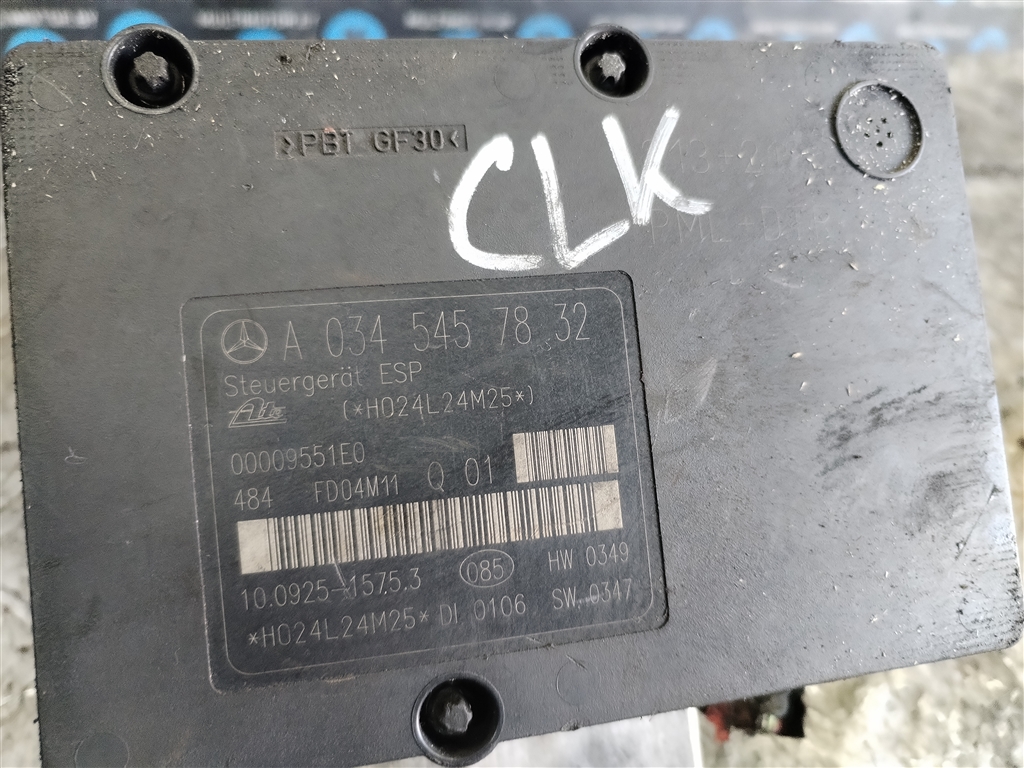 >PBT GF30<
CLK
A 034 545 78 32
Steuergerät ESP
Ate (*H024L24M25*)
00009551E0
484 FD04M11 Q 01
10.0925-1575.3 085 HW 0349
*H024L24M25* DI 0106 SW. 0347